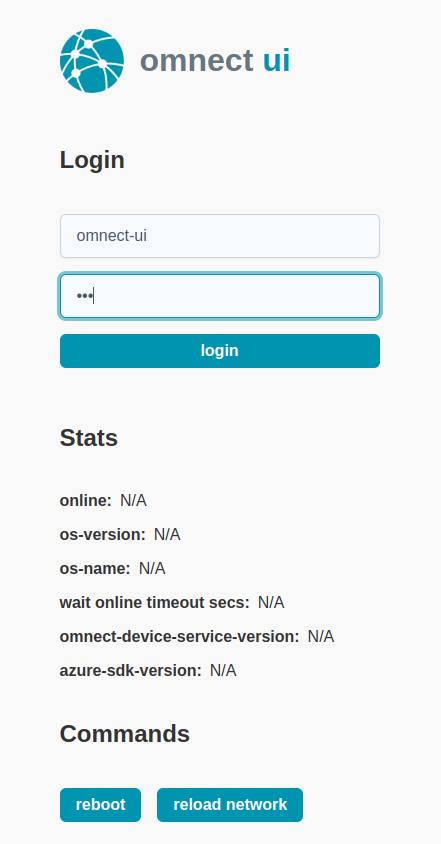 omnect ui
Login
omnect-ui
•••
login
Stats
online: N/A
os-version: N/A
os-name: N/A
wait online timeout secs: N/A
omnect-device-service-version: N/A
azure-sdk-version: N/A
Commands
reboot reload network